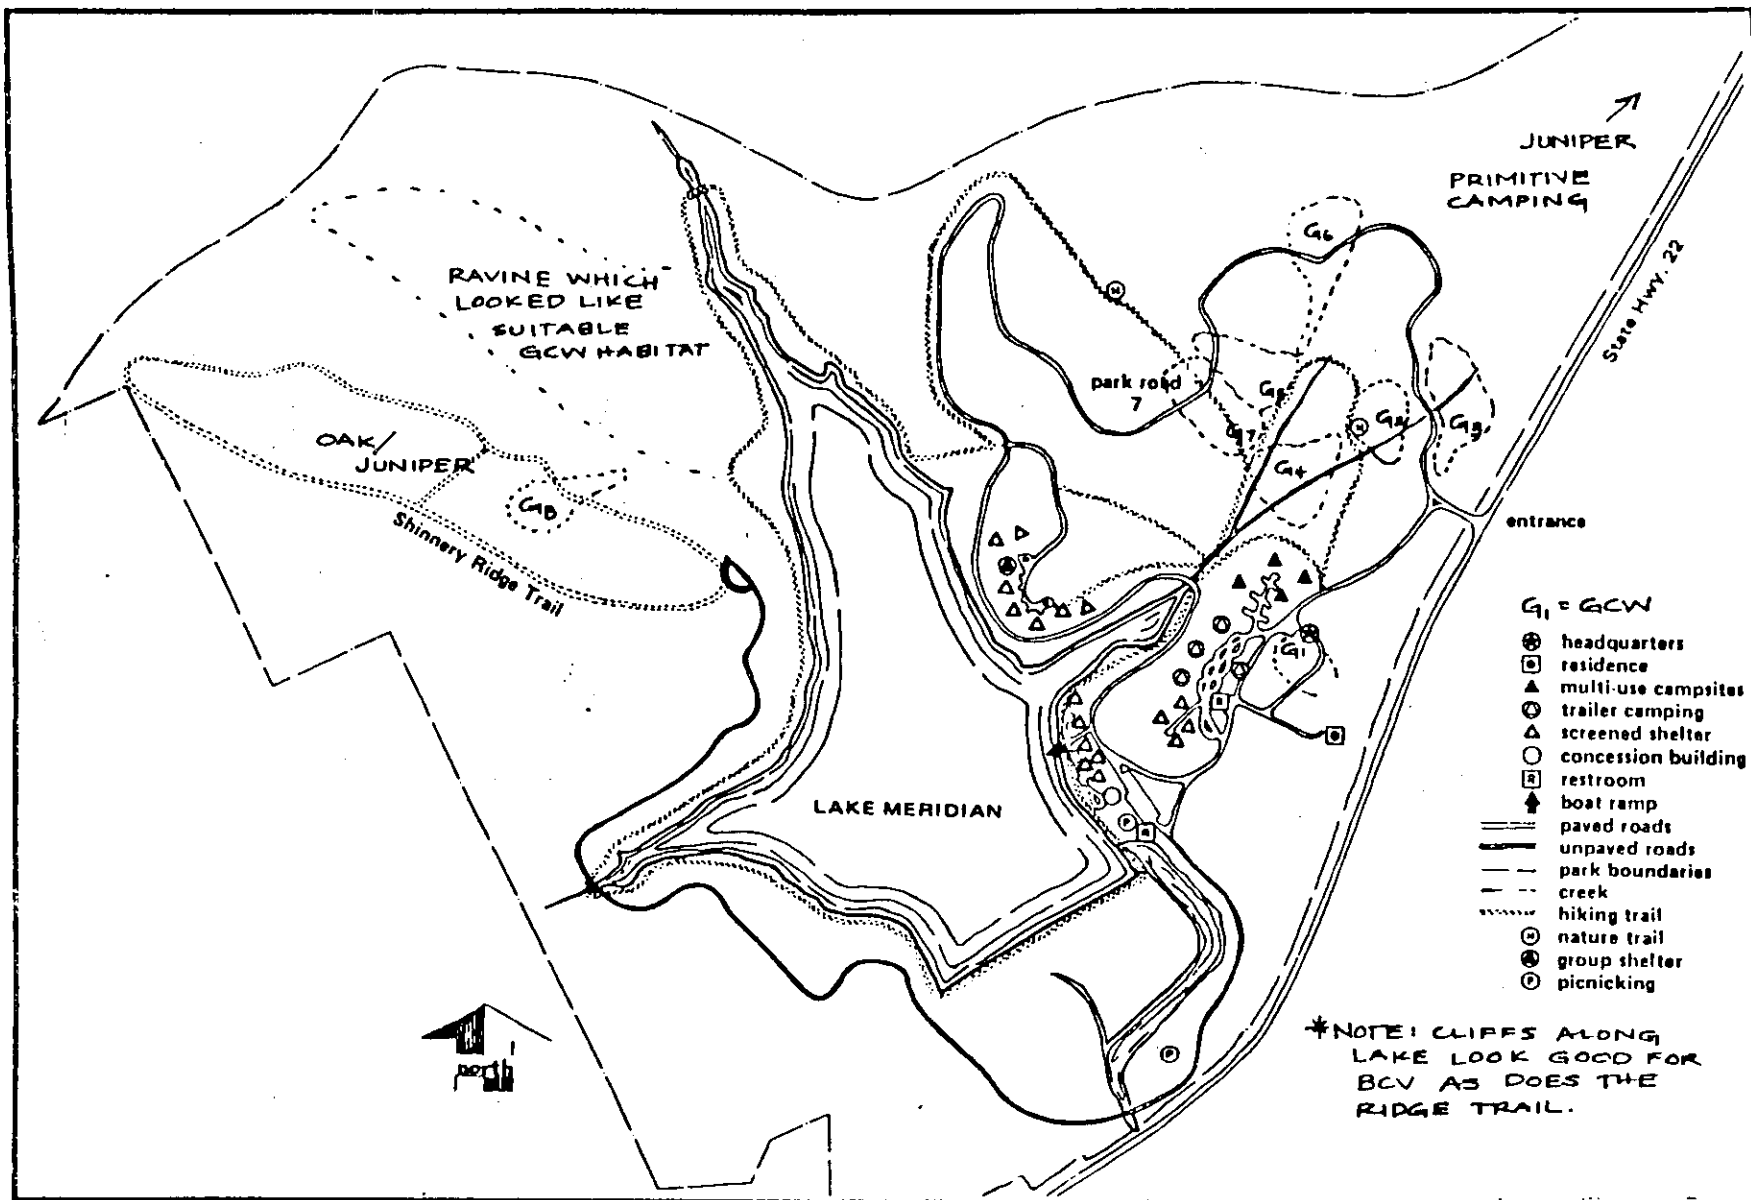 JUNIPER
PRIMITIVE
CAMPING
State Hwy. 22
G6
RAVINE WHICH
LOOKED LIKE
SUITABLE
GCW HABITAT
park road
7
G7
G4
G3
OAK/
JUNIPER
G8
Shinnery Ridge Trail
entrance
G1
LAKE MERIDIAN
G1 = GCW
headquarters
residence
multi-use campsites
trailer camping
screened shelter
concession building
R restroom
boat ramp
paved roads
unpaved roads
park boundaries
creek
hiking trail
nature trail
group shelter
P picnicking
R
P
R
P
north
*NOTE: CLIFFS ALONG
LAKE LOOK GOOD FOR
BCV AS DOES THE
RIDGE TRAIL.